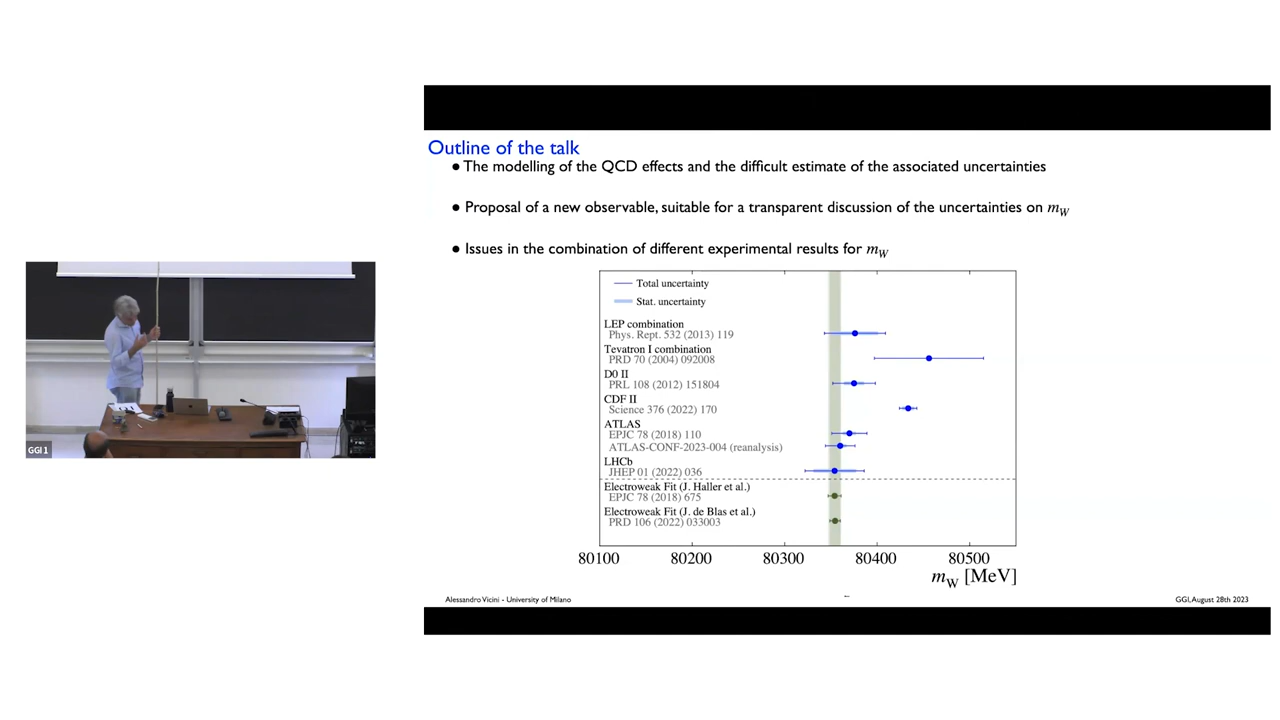 Outline of the talk
● The modelling of the QCD effects and the difficult estimate of the associated uncertainties
● Proposal of a new observable, suitable for a transparent discussion of the uncertainties on m_W
● Issues in the combination of different experimental results for m_W
Total uncertainty
Stat. uncertainty
LEP combination
Phys. Rept. 532 (2013) 119
Tevatron I combination
PRD 70 (2004) 092008
D0 II
PRL 108 (2012) 151804
CDF II
Science 376 (2022) 170
ATLAS
EPJC 78 (2018) 110
ATLAS-CONF-2023-004 (reanalysis)
LHCb
JHEP 01 (2022) 036
Electroweak Fit (J. Haller et al.)
EPJC 78 (2018) 675
Electroweak Fit (J. de Blas et al.)
PRD 106 (2022) 033003
80100 80200 80300 80400 80500
m_W [MeV]
Alessandro Vicini - University of Milano
GGI, August 28th 2023
GGI 1